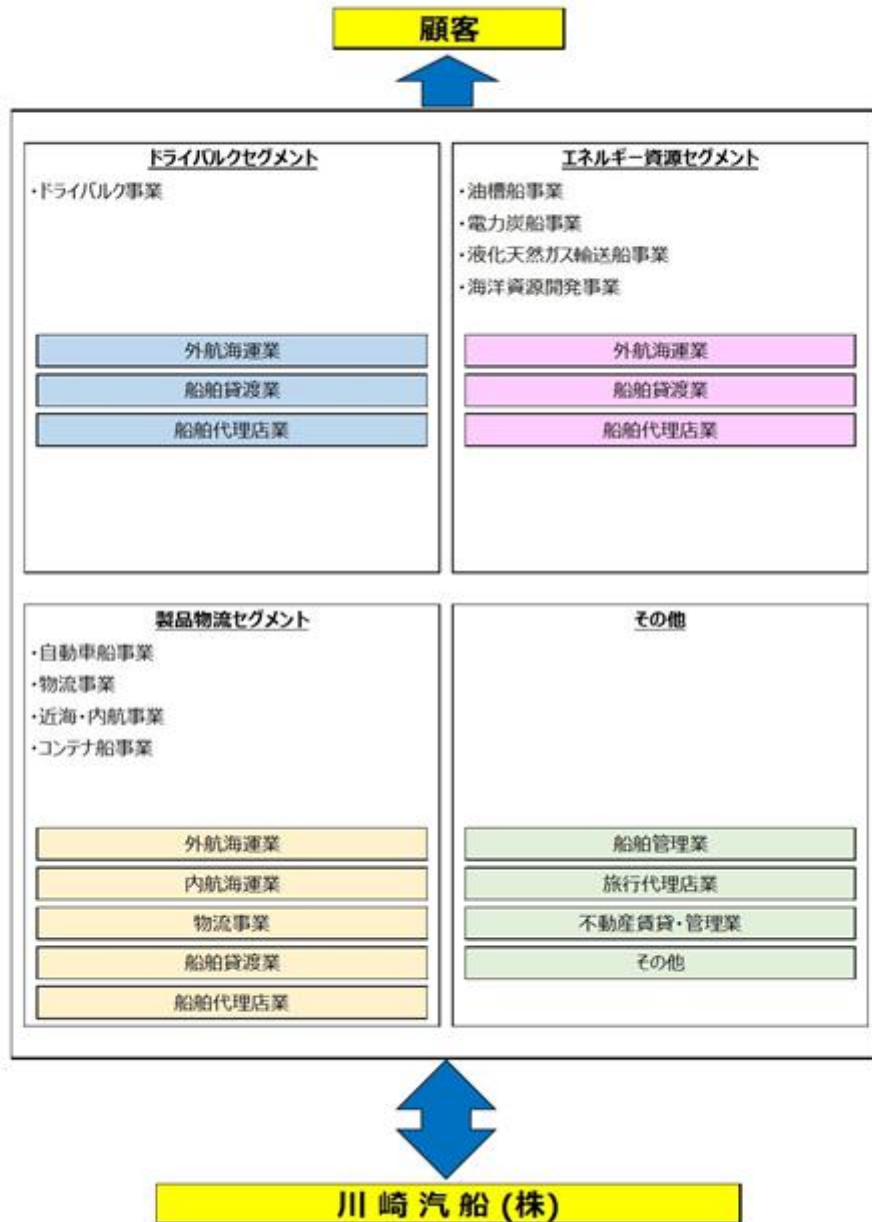 顧客
ドライバルクセグメント
・ドライバルク事業
外航海運業
船舶貸渡業
船舶代理店業
エネルギー資源セグメント
・油槽船事業
・電力炭船事業
・液化天然ガス輸送船事業
・海洋資源開発事業
外航海運業
船舶貸渡業
船舶代理店業
製品物流セグメント
・自動車船事業
・物流事業
・近海・内航事業
・コンテナ船事業
外航海運業
内航海運業
物流事業
船舶貸渡業
船舶代理店業
その他
船舶管理業
旅行代理店業
不動産賃貸・管理業
その他
川 崎 汽 船 (株)